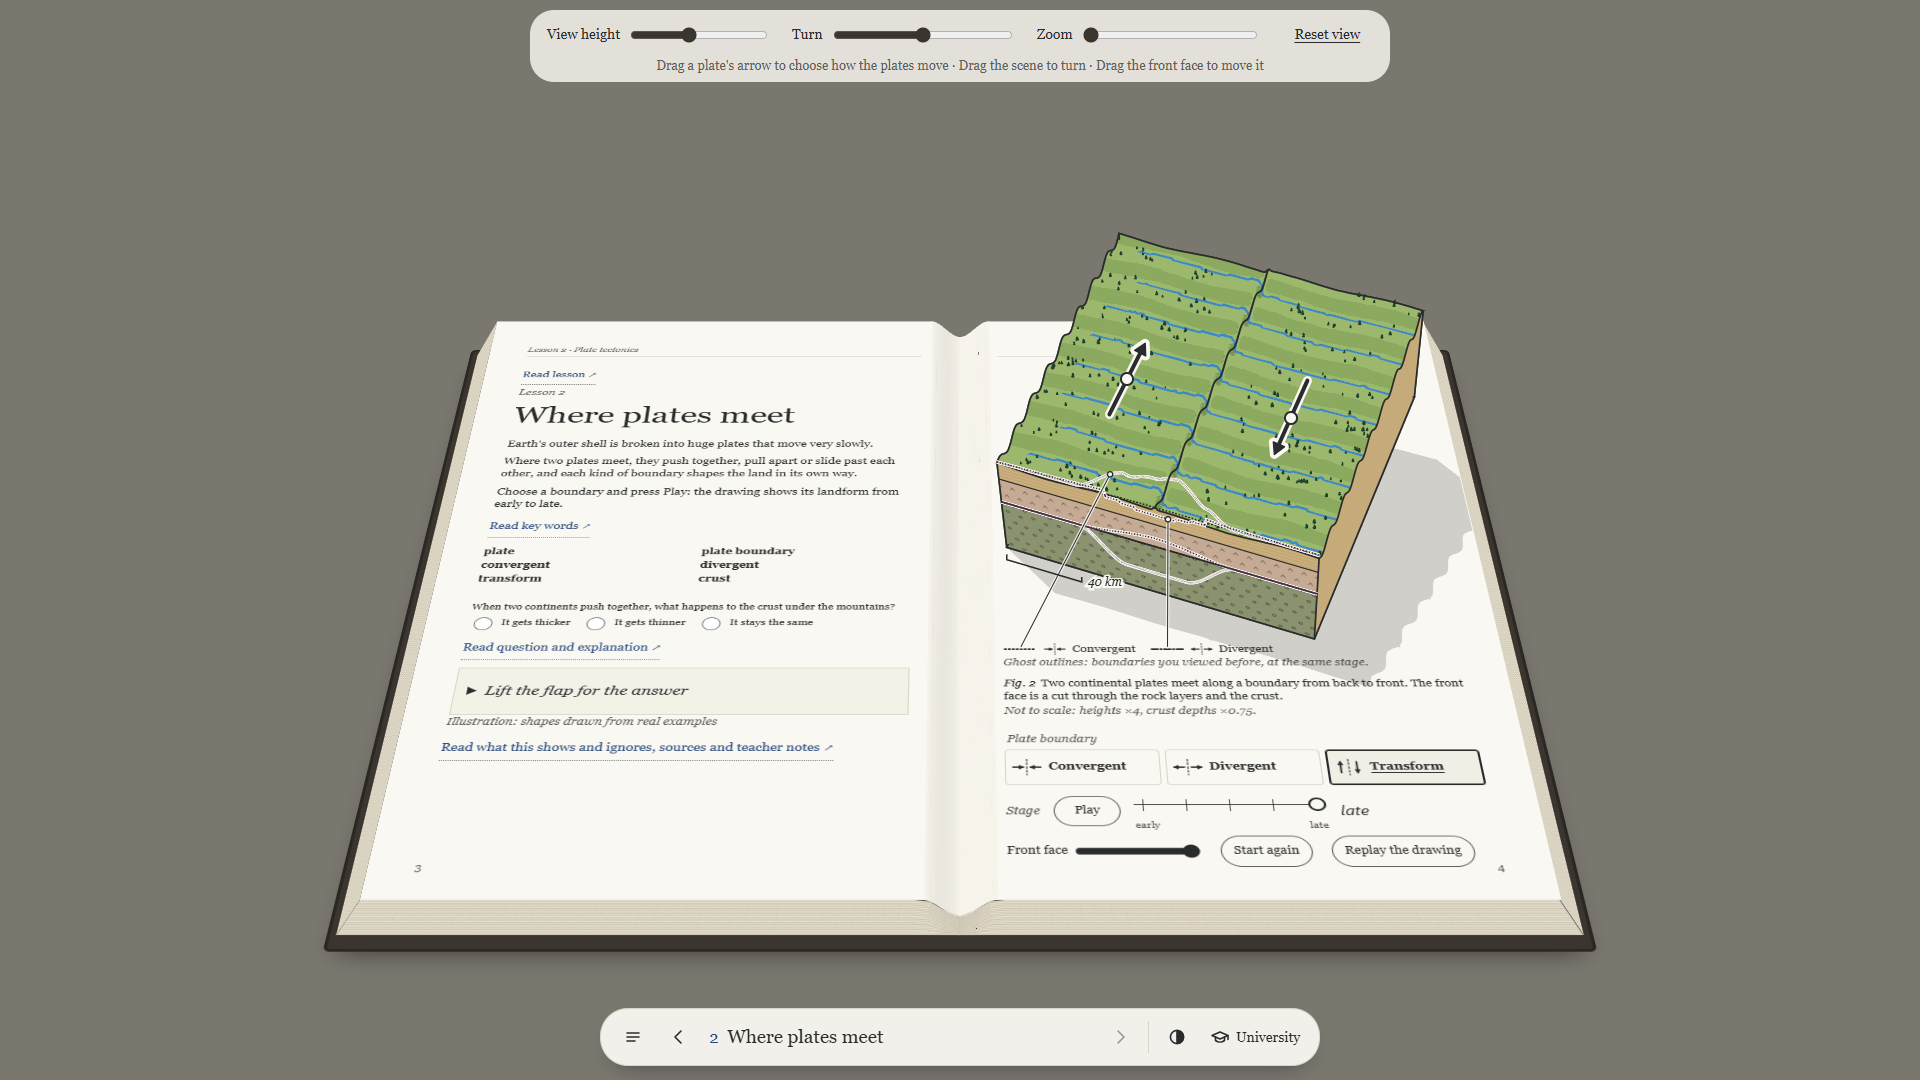 View height
Turn
Zoom
Reset view
Drag a plate's arrow to choose how the plates move · Drag the scene to turn · Drag the front face to move it
Lesson 2 · Plate tectonics
Read lesson ↗
Lesson 2
Where plates meet
Earth's outer shell is broken into huge plates that move very slowly.
Where two plates meet, they push together, pull apart or slide past each
other, and each kind of boundary shapes the land in its own way.
Choose a boundary and press Play: the drawing shows its landform from
early to late.
Read key words ↗
plate
plate boundary
convergent
divergent
transform
crust
When two continents push together, what happens to the crust under the mountains?
It gets thicker
It gets thinner
It stays the same
Read question and explanation ↗
▶ Lift the flap for the answer
Illustration: shapes drawn from real examples
Read what this shows and ignores, sources and teacher notes ↗
3
40 km
Convergent
Divergent
Ghost outlines: boundaries you viewed before, at the same stage.
Fig. 2 Two continental plates meet along a boundary from back to front. The front
face is a cut through the rock layers and the crust.
Not to scale: heights ×4, crust depths ×0.75.
Plate boundary
Convergent
Divergent
Transform
Stage
Play
early
late
late
Front face
Start again
Replay the drawing
4
2 Where plates meet
University